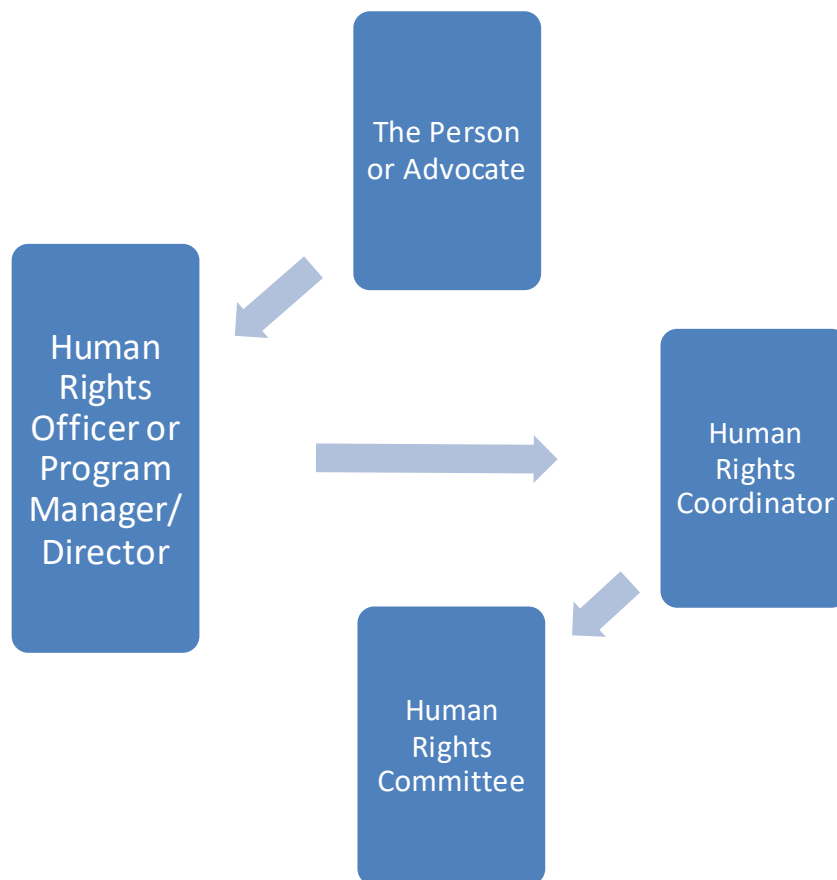 The Person
or Advocate
Human
Rights
Officer or
Program
Manager/
Director
Human
Rights
Coordinator
Human
Rights
Committee